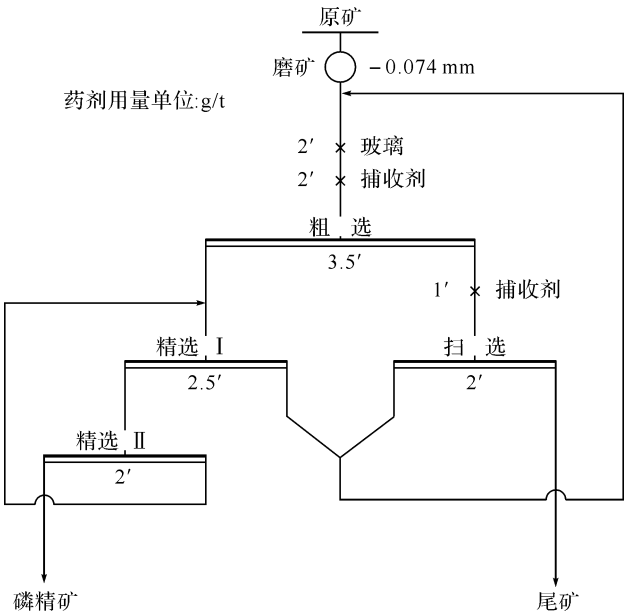 原矿
磨矿 －0.074 mm
药剂用量单位:g/t
2′ 玻璃
2′ 捕收剂
粗 选
3.5′
1′ 捕收剂
精选 Ⅰ
2.5′
扫 选
2′
精选 Ⅱ
2′
磷精矿
尾矿